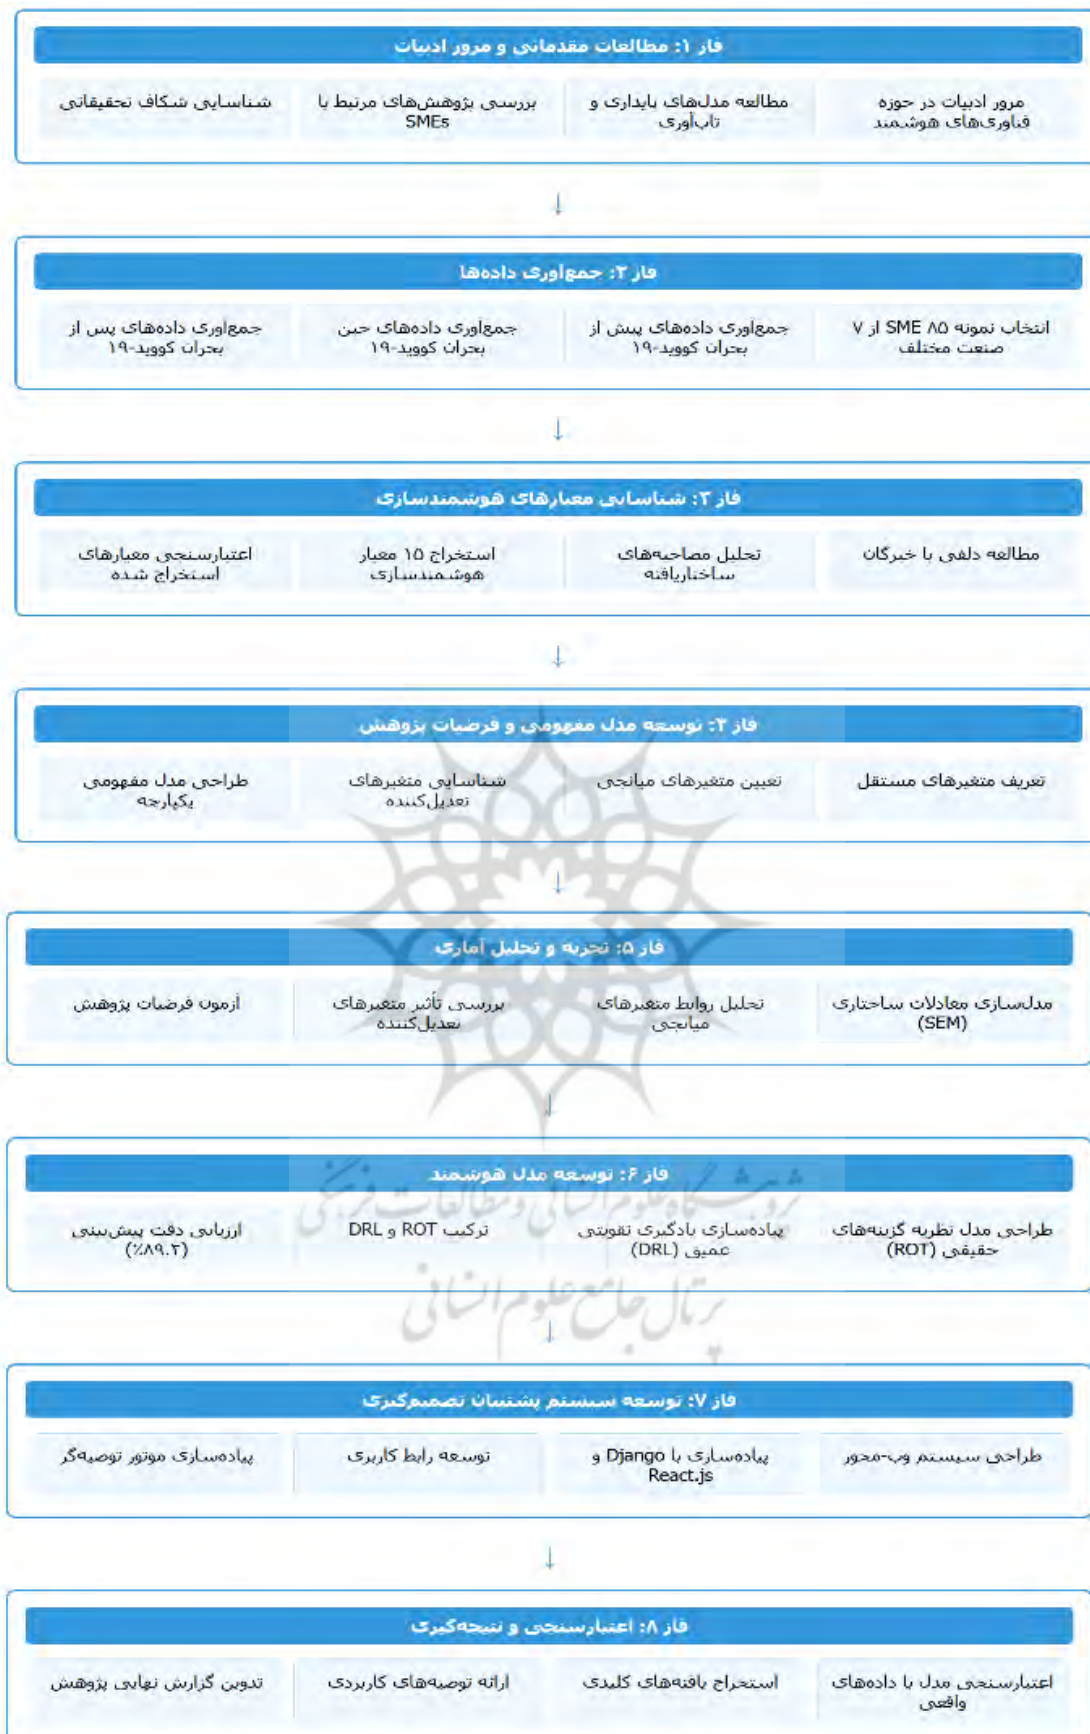 فاز ۱: مطالعات مقدماتی و مرور ادبیات
مرور ادبیات در حوزه
فناوری‌های هوشمند
مطالعه مدل‌های پایداری و
تاب‌آوری
بررسی پژوهش‌های مرتبط با
SMEs
شناسایی شکاف تحقیقاتی
↓
فاز ۲: جمع‌آوری داده‌ها
انتخاب نمونه ۸۵ SME از ۷
صنعت مختلف
جمع‌آوری داده‌های پیش از
بحران کووید-۱۹
جمع‌آوری داده‌های حین
بحران کووید-۱۹
جمع‌آوری داده‌های پس از
بحران کووید-۱۹
↓
فاز ۳: شناسایی معیارهای هوشمندسازی
مطالعه دلفی با خبرگان
تحلیل مصاحبه‌های
ساختاریافته
استخراج ۱۵ معیار
هوشمندسازی
اعتبارسنجی معیارهای
استخراج شده
↓
فاز ۴: توسعه مدل مفهومی و فرضیات پژوهش
تعریف متغیرهای مستقل
تعیین متغیرهای میانجی
شناسایی متغیرهای
تعدیل‌کننده
طراحی مدل مفهومی
یکپارچه
↓
فاز ۵: تجزیه و تحلیل آماری
مدل‌سازی معادلات ساختاری
(SEM)
تحلیل روابط متغیرهای
میانجی
بررسی تأثیر متغیرهای
تعدیل‌کننده
آزمون فرضیات پژوهش
↓
فاز ۶: توسعه مدل هوشمند
طراحی مدل نظریه گزینه‌های
حقیقی (ROT)
پیاده‌سازی یادگیری تقویتی
عمیق (DRL)
ترکیب ROT و DRL
ارزیابی دقت پیش‌بینی
(۸۹.۳٪)
پژوهشگاه علوم انسانی و مطالعات فرهنگی
پرتال جامع علوم انسانی
↓
فاز ۷: توسعه سیستم پشتیبان تصمیم‌گیری
طراحی سیستم وب-محور
پیاده‌سازی با Django و
React.js
توسعه رابط کاربری
پیاده‌سازی موتور توصیه‌گر
↓
فاز ۸: اعتبارسنجی و نتیجه‌گیری
اعتبارسنجی مدل با داده‌های
واقعی
استخراج یافته‌های کلیدی
ارائه توصیه‌های کاربردی
تدوین گزارش نهایی پژوهش